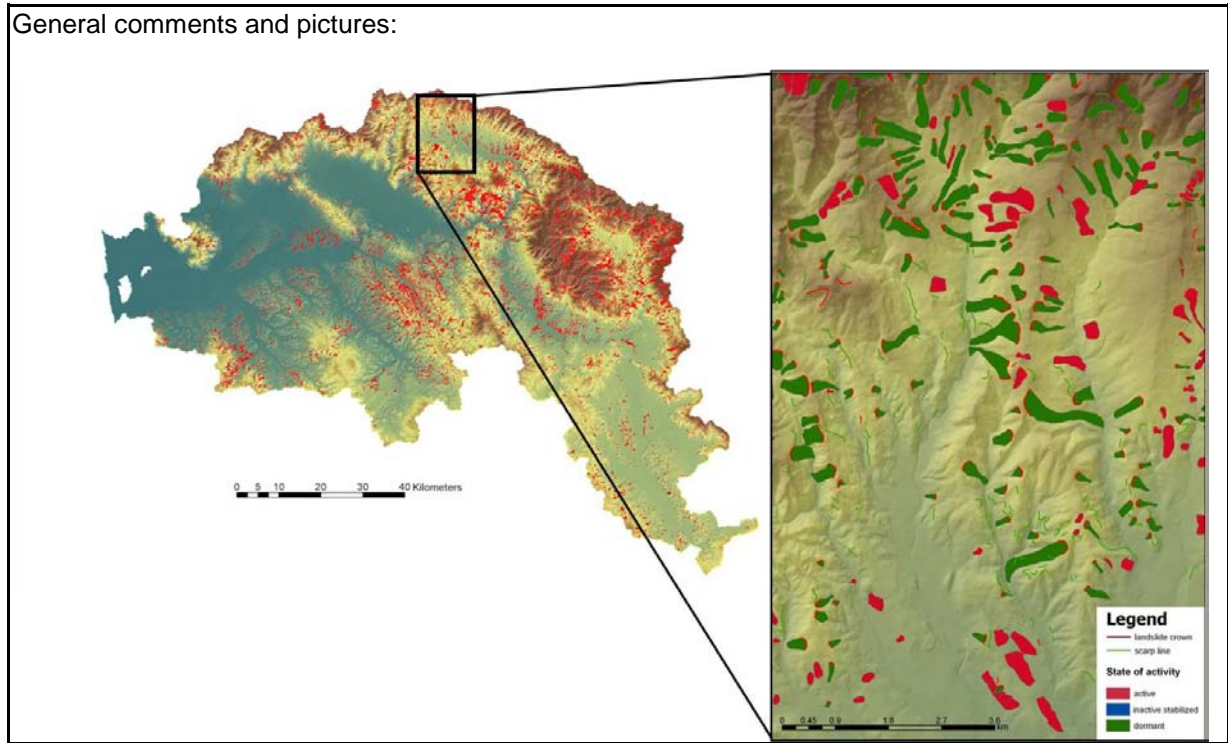 General comments and pictures:
0 5 10 20 30 40 Kilometers
Legend
landslide crown
scarp line
State of activity
active
inactive stabilized
dormant
0 0.45 0.9 1.8 2.7 3.6
km